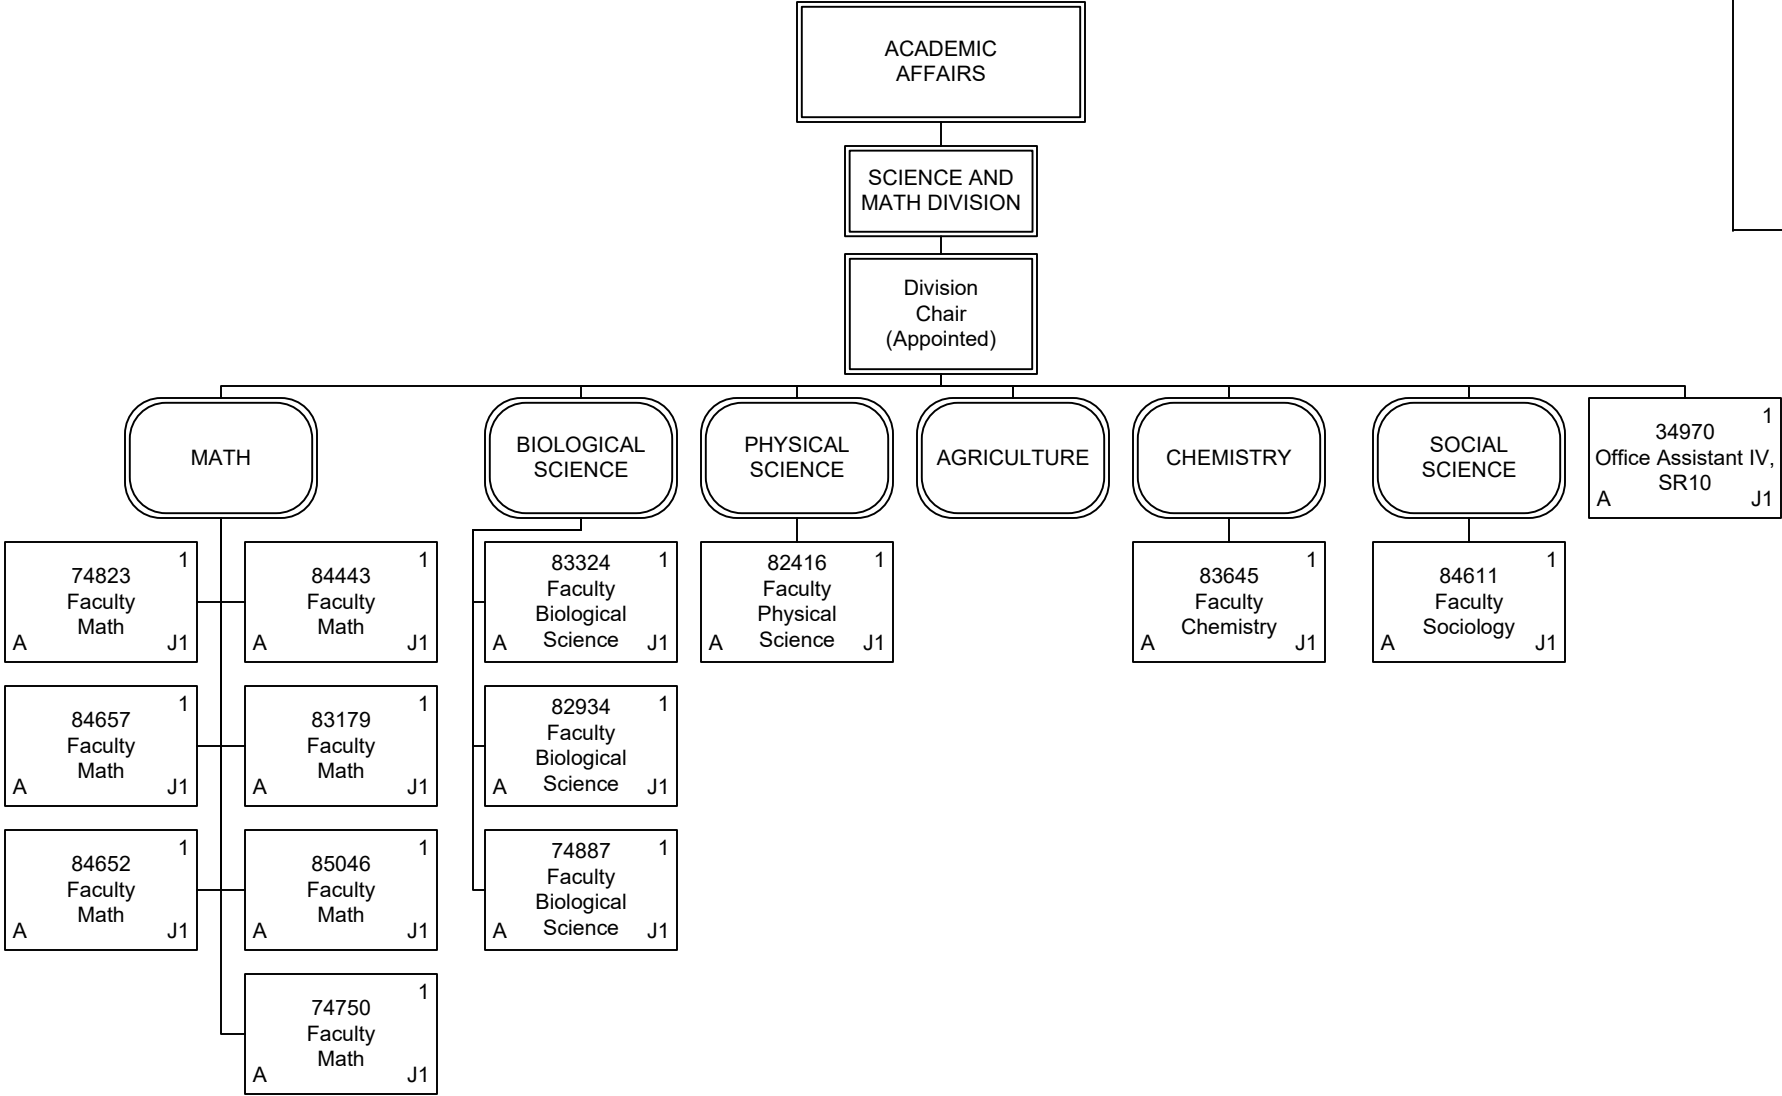 ACADEMIC
AFFAIRS
SCIENCE AND
MATH DIVISION
Division
Chair
(Appointed)
MATH
BIOLOGICAL
SCIENCE
PHYSICAL
SCIENCE
AGRICULTURE
CHEMISTRY
SOCIAL
SCIENCE
1
34970
Office Assistant IV,
SR10
A J1
1
74823
Faculty
Math
A J1
1
84443
Faculty
Math
A J1
83324 1
Faculty
Biological
Science
A J1
82416 1
Faculty
Physical
Science
A J1
1
83645
Faculty
Chemistry
A J1
1
84611
Faculty
Sociology
A J1
1
84657
Faculty
Math
A J1
1
83179
Faculty
Math
A J1
82934 1
Faculty
Biological
Science
A J1
1
84652
Faculty
Math
A J1
1
85046
Faculty
Math
A J1
74887 1
Faculty
Biological
Science
A J1
1
74750
Faculty
Math
A J1